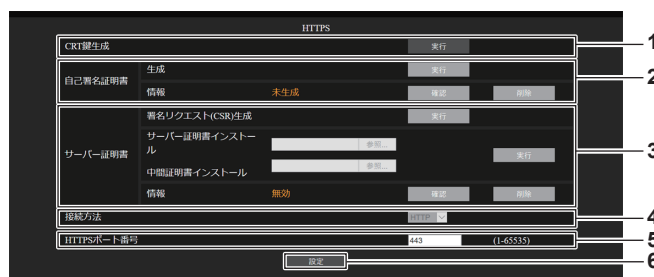 HTTPS
CRT鍵生成 実行 1
自己署名証明書 生成 実行 2
情報 未生成 確認 削除
サーバー証明書 署名リクエスト(CSR)生成 実行 3
サーバー証明書インストー
ル 参照...
中間証明書インストール 参照... 実行
情報 無効 確認 削除
接続方法 HTTP 4
HTTPSポート番号 443 (1-65535) 5
設定 6